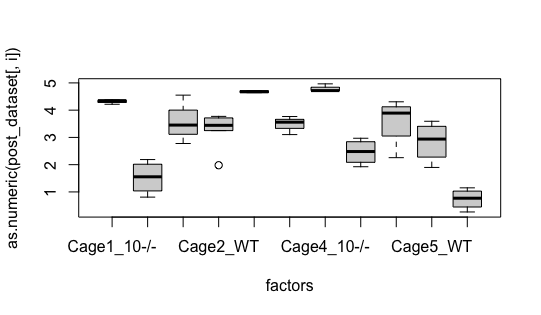 as.numeric(post_dataset[, i])
5
4
3
2
1
Cage1_10-/- Cage2_WT Cage4_10-/- Cage5_WT
factors